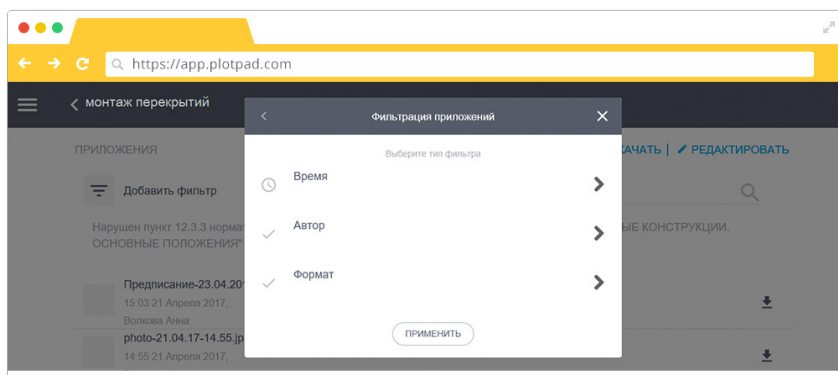 https://app.plotpad.com
монтаж перекрытий
Фильтрация приложений
ПРИЛОЖЕНИЯ
Выберите тип фильтра
КАЧАТЬ | РЕДАКТИРОВАТЬ
Добавить фильтр
Время
Нарушен пункт 12.3.3 норма
ЫЕ КОНСТРУКЦИИ.
ОСНОВНЫЕ ПОЛОЖЕНИЯ"
Автор
Формат
Предписание-23.04.20
15:03 21 Апреля 2017,
Волкова Анна
ПРИМЕНИТЬ
photo-21.04.17-14.55.jp
14:55 21 Апреля 2017,